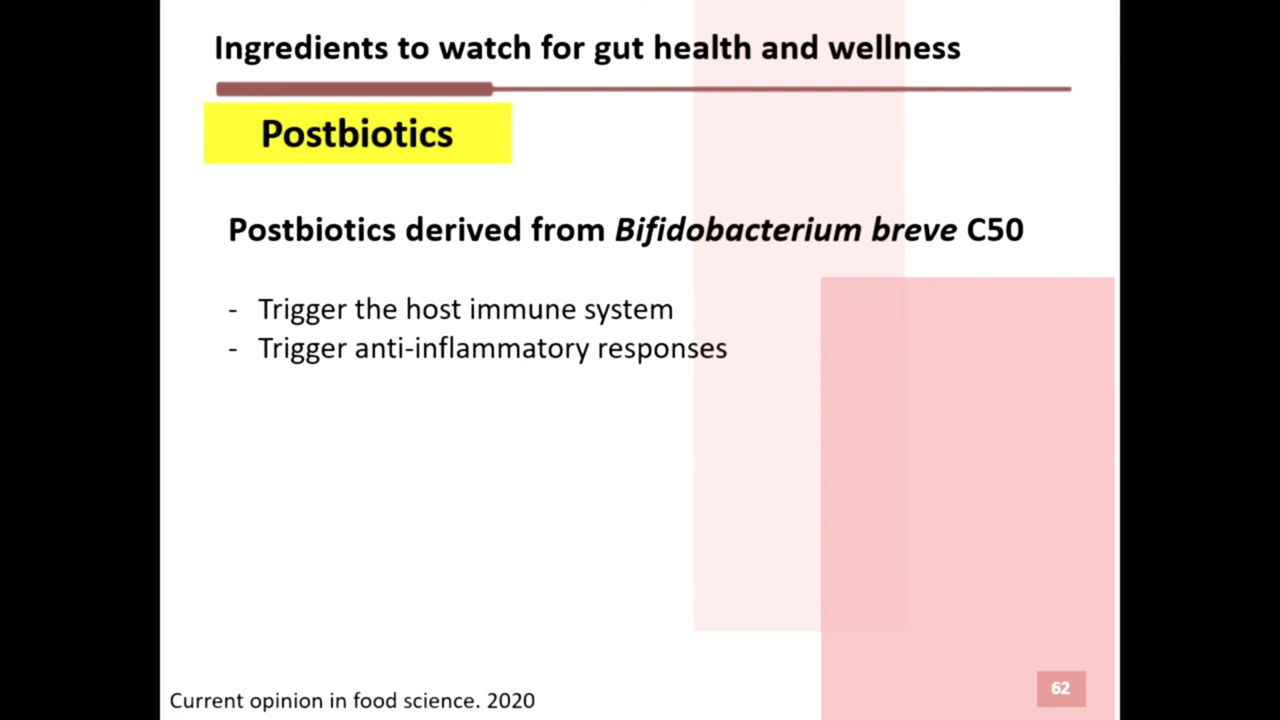 Ingredients to watch for gut health and wellness
Postbiotics
Postbiotics derived from Bifidobacterium breve C50
- Trigger the host immune system
- Trigger anti-inflammatory responses
Current opinion in food science. 2020
62